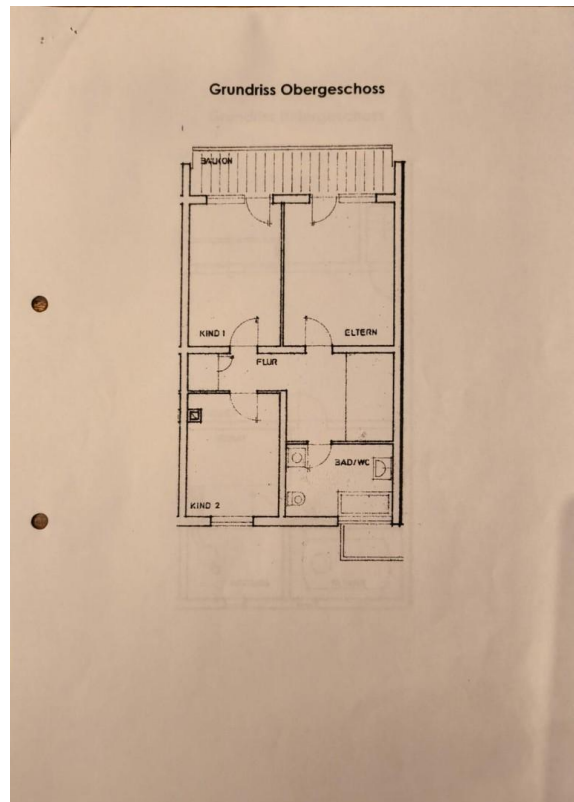 Grundriss Obergeschoss
BALKON
KIND 1
ELTERN
FLUR
BAD/WC
KIND 2